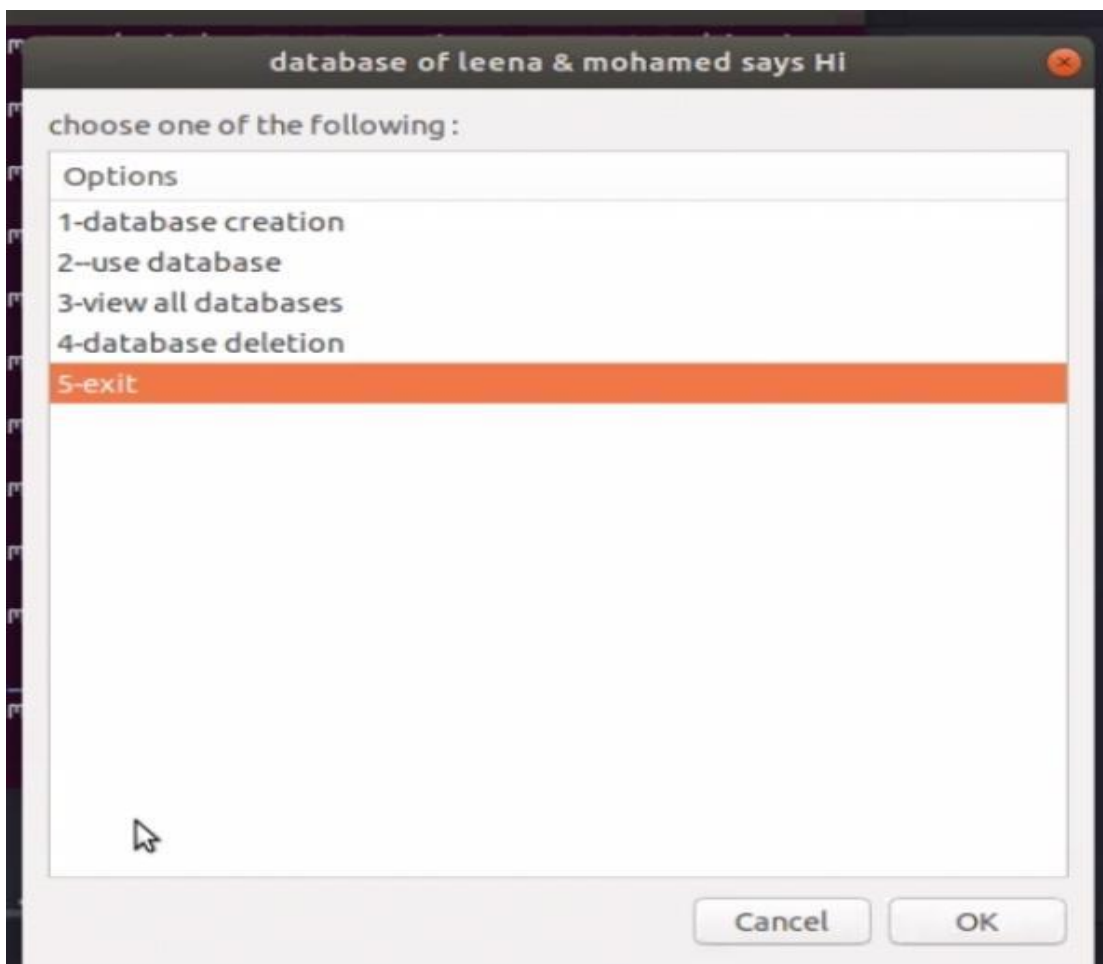 database of leena & mohamed says Hi
choose one of the following :
Options
1-database creation
2--use database
3-view all databases
4-database deletion
5-exit
Cancel
OK